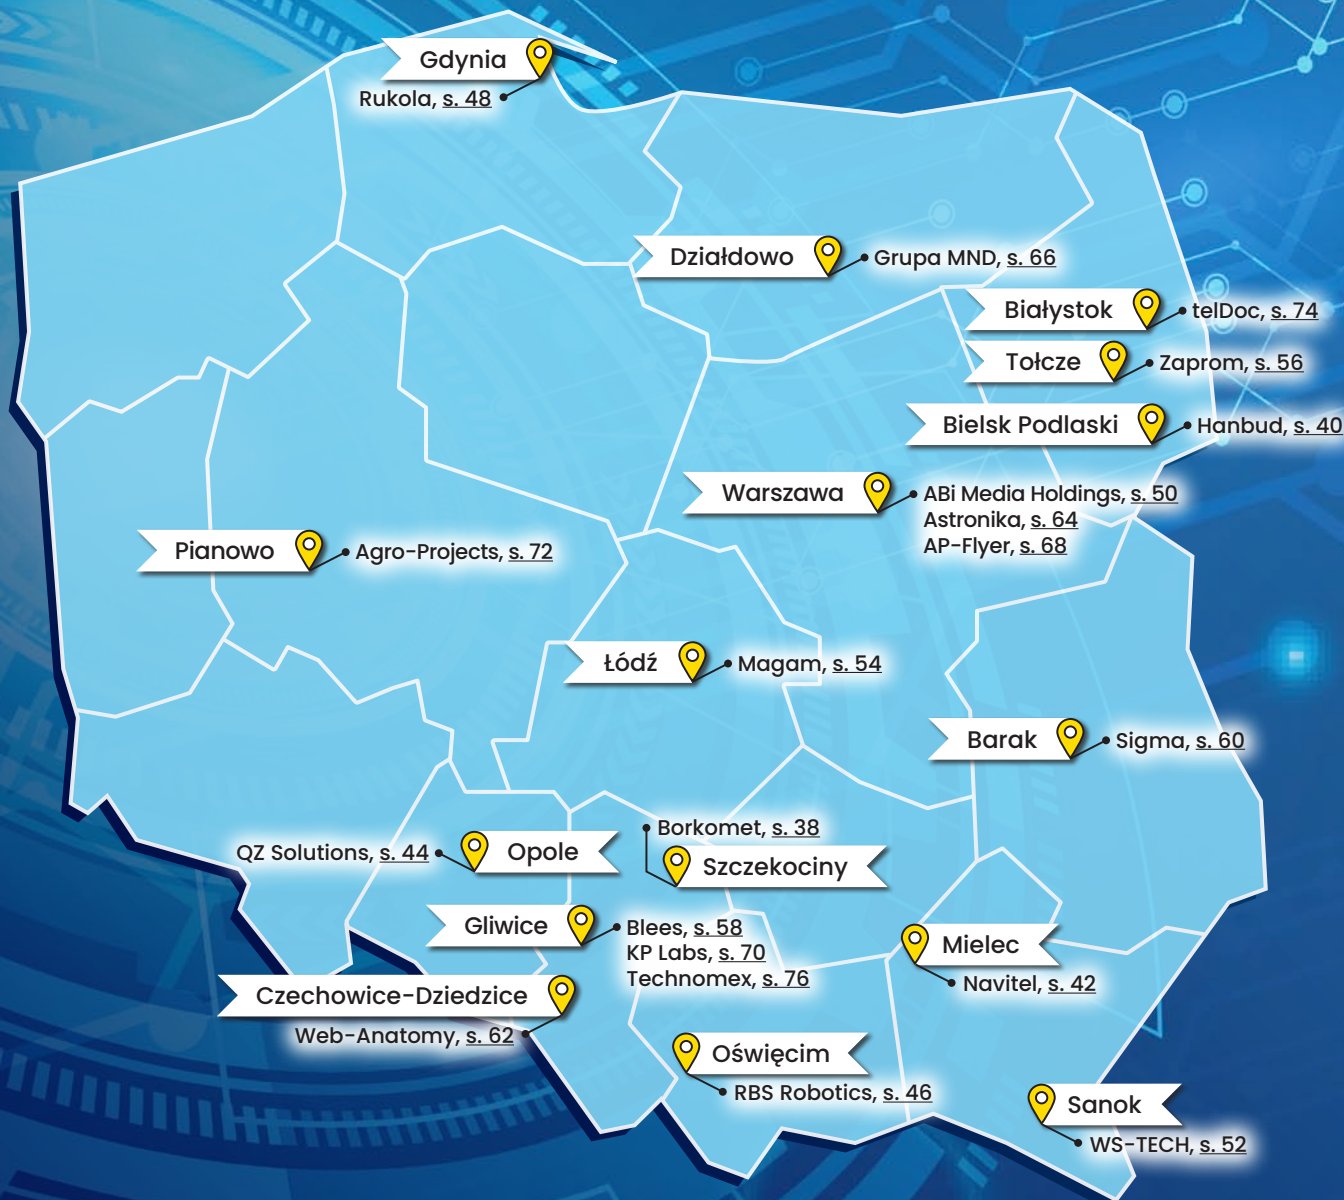 Gdynia
Rukola, s. 48
Działdowo
Grupa MND, s. 66
Białystok
telDoc, s. 74
Tołcze
Zaprom, s. 56
Bielsk Podlaski
Hanbud, s. 40
Warszawa
ABi Media Holdings, s. 50
Astronika, s. 64
AP-Flyer, s. 68
Pianowo
Agro-Projects, s. 72
Łódź
Magam, s. 54
Barak
Sigma, s. 60
Borkomet, s. 38
Szczekociny
QZ Solutions, s. 44
Opole
Gliwice
Blees, s. 58
KP Labs, s. 70
Technomex, s. 76
Mielec
Navitel, s. 42
Czechowice-Dziedzice
Web-Anatomy, s. 62
Oświęcim
RBS Robotics, s. 46
Sanok
WS-TECH, s. 52